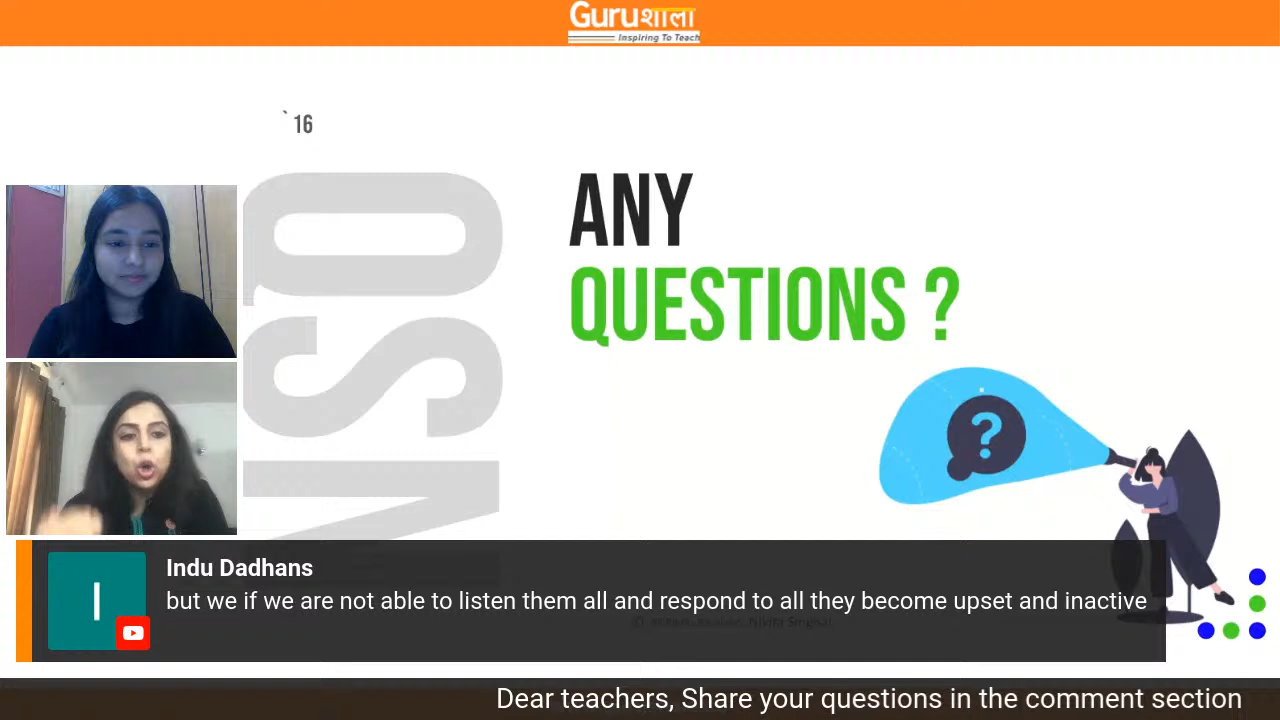 Guruशाला
Inspiring To Teach
16
NSO
ANY
QUESTIONS ?
?
I
Indu Dadhans
but we if we are not able to listen them all and respond to all they become upset and inactive
Dear teachers, Share your questions in the comment section